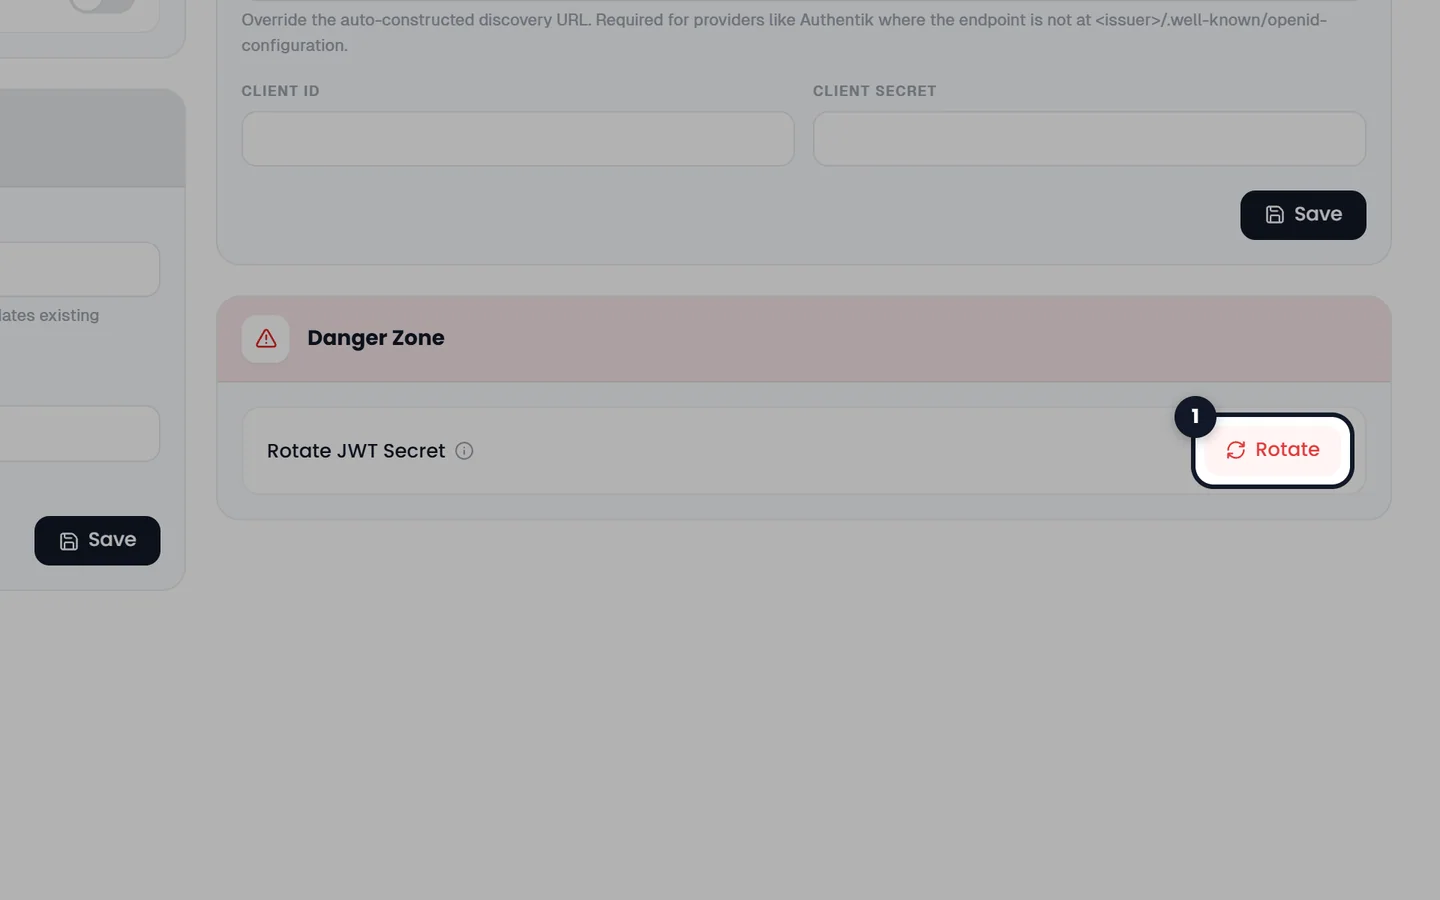 Override the auto-constructed discovery URL. Required for providers like Authentik where the endpoint is not at <issuer>/.well-known/openid-
configuration.
CLIENT ID
CLIENT SECRET
Save
Danger Zone
Rotate JWT Secret
1
Rotate
existing
Save